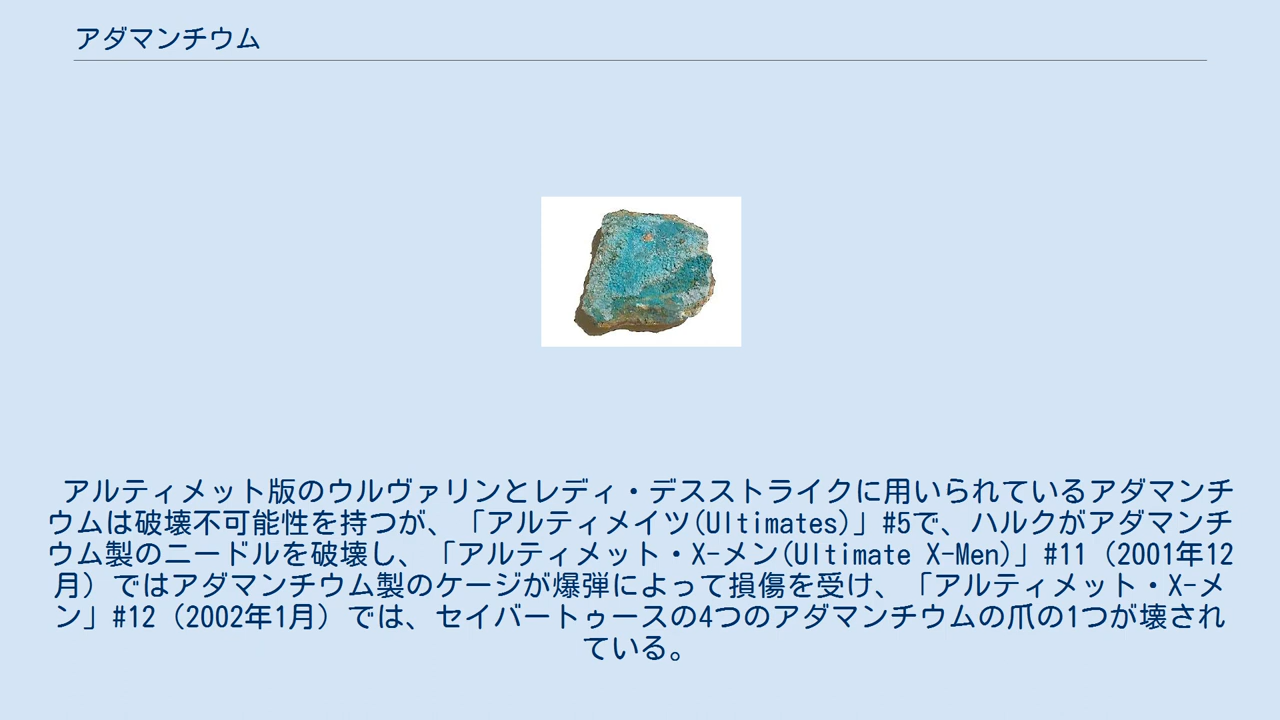 アダマンチウム
アルティメット版のウルヴァリンとレディ・デスストライクに用いられているアダマンチ
ウムは破壊不可能性を持つが、「アルティメイツ(Ultimates)」#5で、ハルクがアダマンチ
ウム製のニードルを破壊し、「アルティメット・X-メン(Ultimate X-Men)」#11（2001年12
月）ではアダマンチウム製のケージが爆弾によって損傷を受け、「アルティメット・X-メ
ン」#12（2002年1月）では、セイバートゥースの4つのアダマンチウムの爪の1つが壊され
ている。